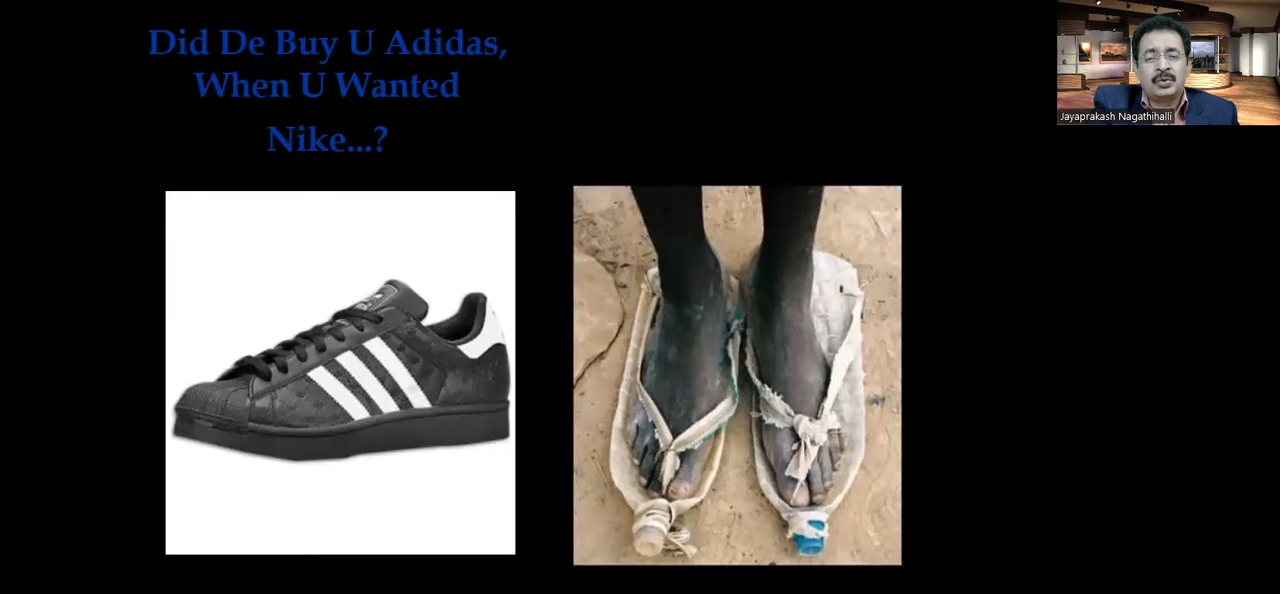 Did De Buy U Adidas,
When U Wanted
Nike...?
Jayaprakash Nagathihalli